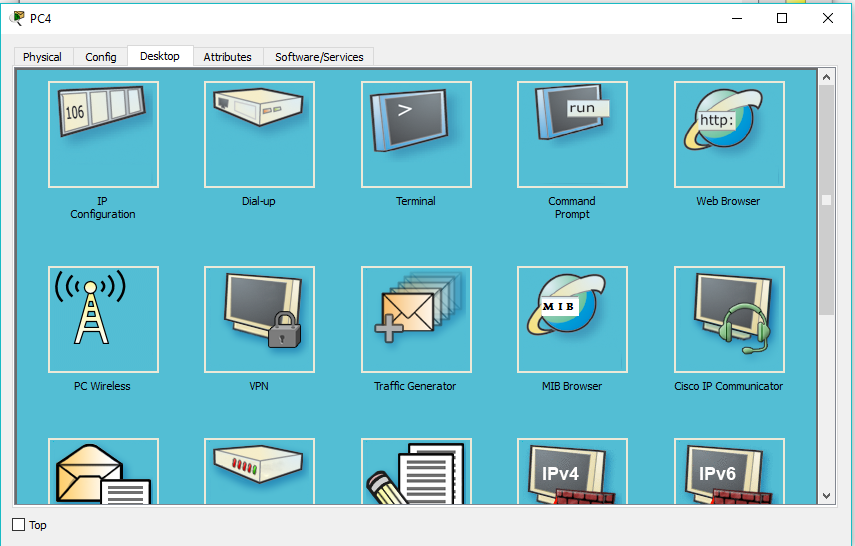 PC4
Physical
Config
Desktop
Attributes
Software/Services
106
>
run
http:
IP
Configuration
Dial-up
Terminal
Command
Prompt
Web Browser
MIB
PC Wireless
VPN
Traffic Generator
MIB Browser
Cisco IP Communicator
IPv4
IPv6
Top